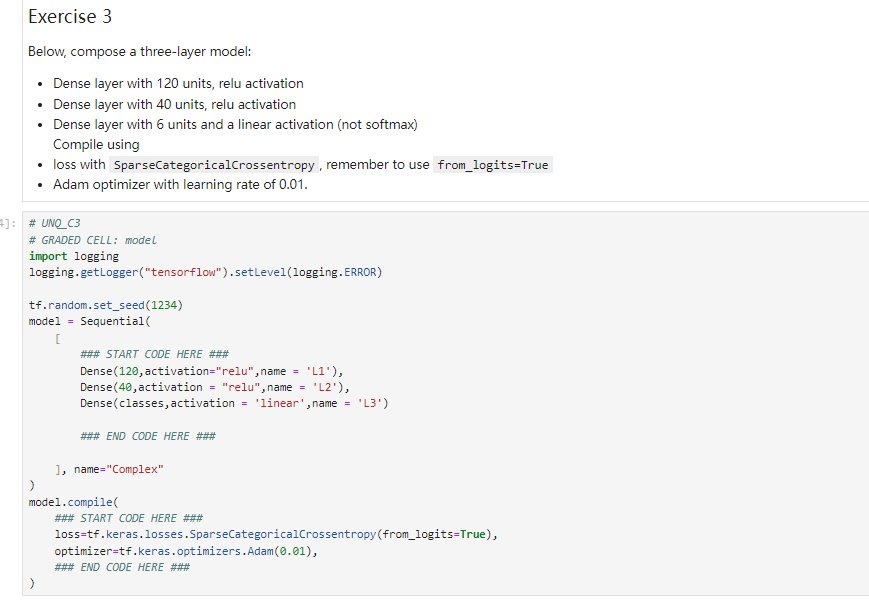 Exercise 3
Below, compose a three-layer model:
• Dense layer with 120 units, relu activation
• Dense layer with 40 units, relu activation
• Dense layer with 6 units and a linear activation (not softmax)
Compile using
• loss with SparseCategoricalCrossentropy , remember to use from_logits=True
• Adam optimizer with learning rate of 0.01.
4]: # UNQ_C3
# GRADED CELL: model
import logging
logging.getLogger("tensorflow").setLevel(logging.ERROR)
tf.random.set_seed(1234)
model = Sequential(
[
### START CODE HERE ###
Dense(120,activation="relu",name = 'L1'),
Dense(40,activation = "relu",name = 'L2'),
Dense(classes,activation = 'linear',name = 'L3')
### END CODE HERE ###
], name="Complex"
)
model.compile(
### START CODE HERE ###
loss=tf.keras.losses.SparseCategoricalCrossentropy(from_logits=True),
optimizer=tf.keras.optimizers.Adam(0.01),
### END CODE HERE ###
)